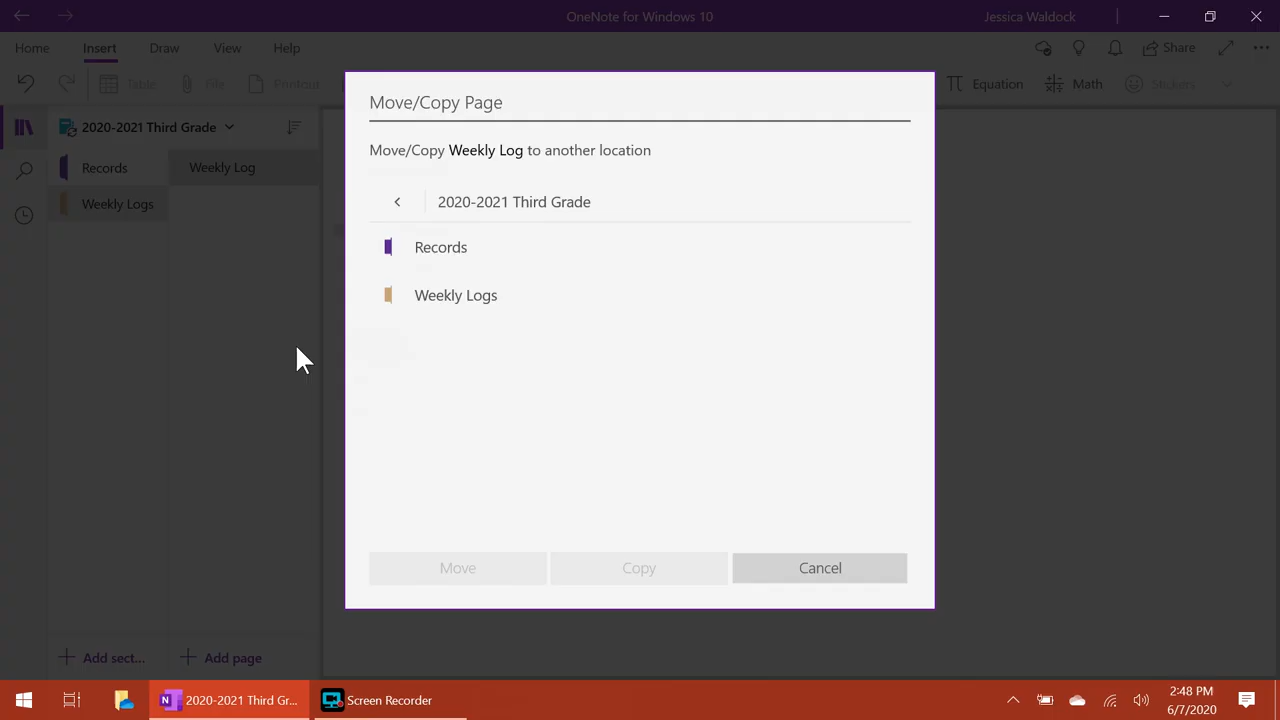 OneNote for Windows 10
Jessica Waldock
Home
Insert
Draw
View
Help
Share
Table
File
Printout
Equation
Math
Stickers
2020-2021 Third Grade
Records
Weekly Log
Weekly Logs
Move/Copy Page
Move/Copy Weekly Log to another location
2020-2021 Third Grade
Records
Weekly Logs
Move
Copy
Cancel
Add sect...
Add page
2020-2021 Third Gr...
Screen Recorder
2:48 PM
6/7/2020